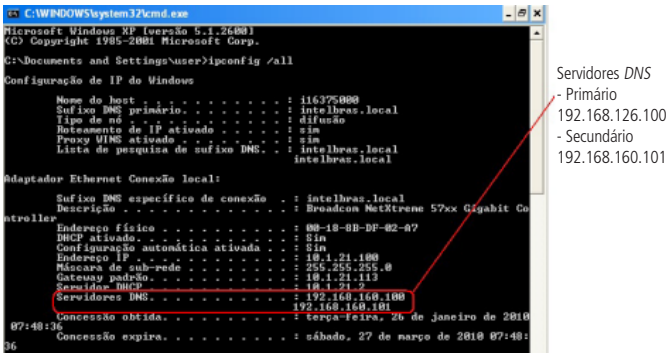 C:\WINDOWS\system32\cmd.exe
Microsoft Windows XP [versão 5.1.2600]
(C) Copyright 1985-2001 Microsoft Corp.
C:\Documents and Settings\user>ipconfig /all
Configuração de IP do Windows
Nome do host . . . . . . . . . . . : i16375000
Sufixo DNS primário. . . . . . . . : intelbras.local
Tipo de nó . . . . . . . . . . . . : difusão
Roteamento de IP ativado . . . . . : sim
Proxy WINS ativado . . . . . . . . : sim
Lista de pesquisa de sufixo DNS. . : intelbras.local
intelbras.local
Adaptador Ethernet Conexão local:
Sufixo DNS específico de conexão . : intelbras.local
Descrição . . . . . . . . . . . . : Broadcom NetXtreme 57xx Gigabit Co
ntroller
Endereço físico . . . . . . . . . : 00-18-8B-DF-02-A7
DHCP ativado. . . . . . . . . . . : Sim
Configuração automática ativada . . : Sim
Endereço IP . . . . . . . . . . . : 10.1.21.100
Máscara de sub-rede . . . . . . . : 255.255.255.0
Gateway padrão. . . . . . . . . . : 10.1.21.113
Servidor DHCP. . . . . . . . . . . : 10.1.21.2
Servidores DNS. . . . . . . . . . : 192.168.160.100
192.168.160.101
Concessão obtida. . . . . . . . . : terça-feira, 26 de janeiro de 2010
07:48:36
Concessão expira. . . . . . . . . : sábado, 27 de março de 2010 07:48:
36
Servidores DNS
- Primário
192.168.126.100
- Secundário
192.168.160.101